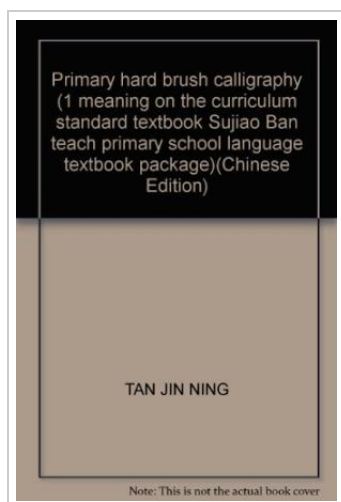 Primary hard brush calligraphy
(1 meaning on the curriculum
standard textbook Sujiao Ban
teach primary school language
textbook package)(Chinese
Edition)
TAN JIN NING
Note: This is not the actual book cover